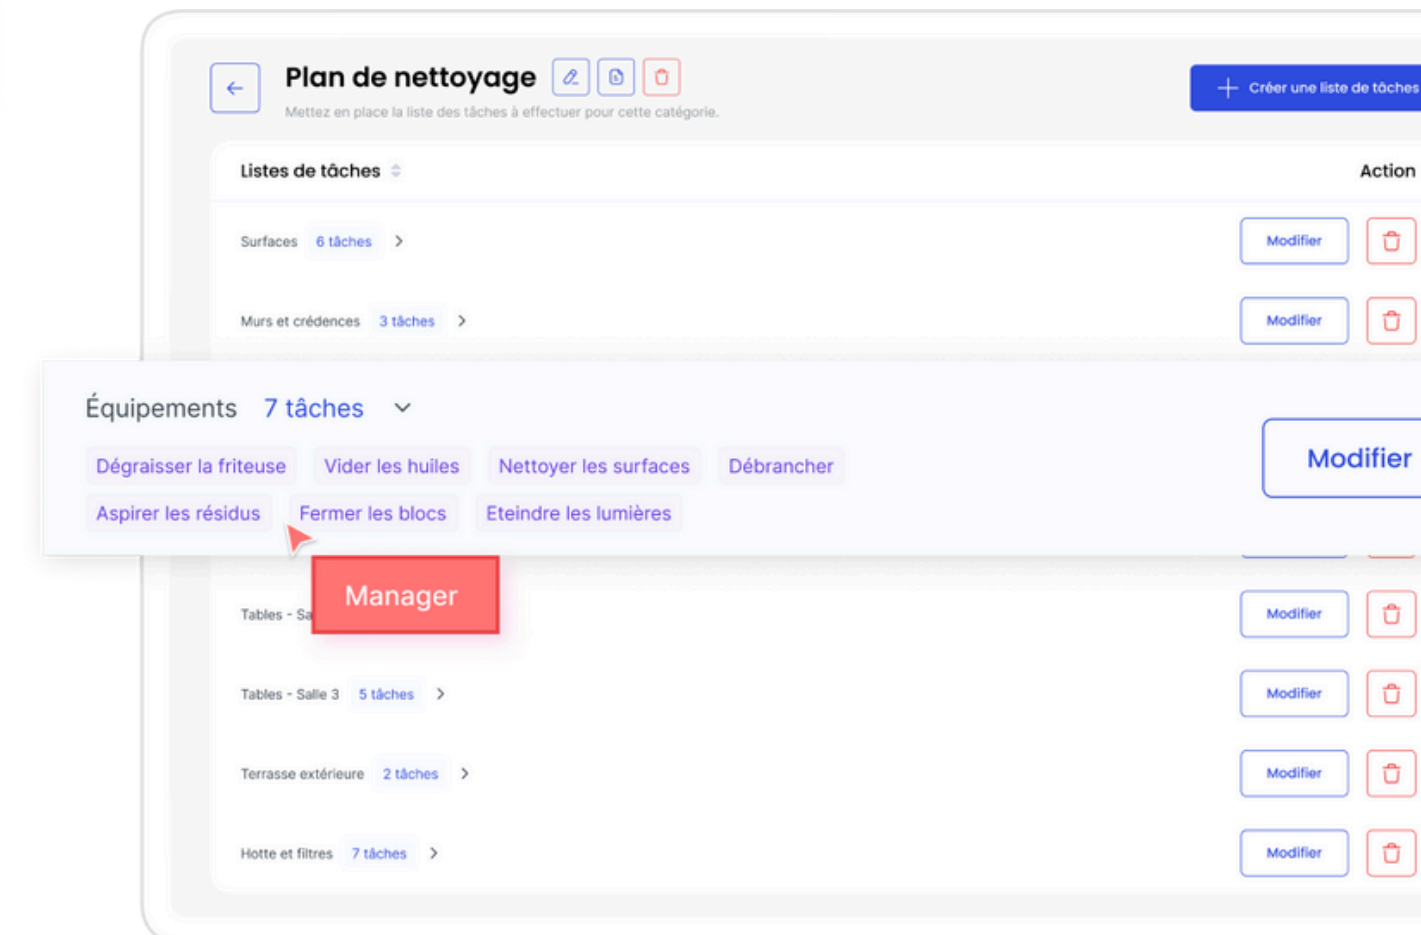 Plan de nettoyage
Mettez en place la liste des tâches à effectuer pour cette catégorie.
Créer une liste de tâches
Listes de tâches
Action
Surfaces 6 tâches
Modifier
Murs et crédences 3 tâches
Modifier
Équipements 7 tâches
Modifier
Dégraisser la friteuse Vider les huiles Nettoyer les surfaces Débrancher
Aspirer les résidus Fermer les blocs Eteindre les lumières
Manager
Tables -
Modifier
Tables - Salle 3 5 tâches
Modifier
Terrasse extérieure 2 tâches
Modifier
Hotte et filtres 7 tâches
Modifier